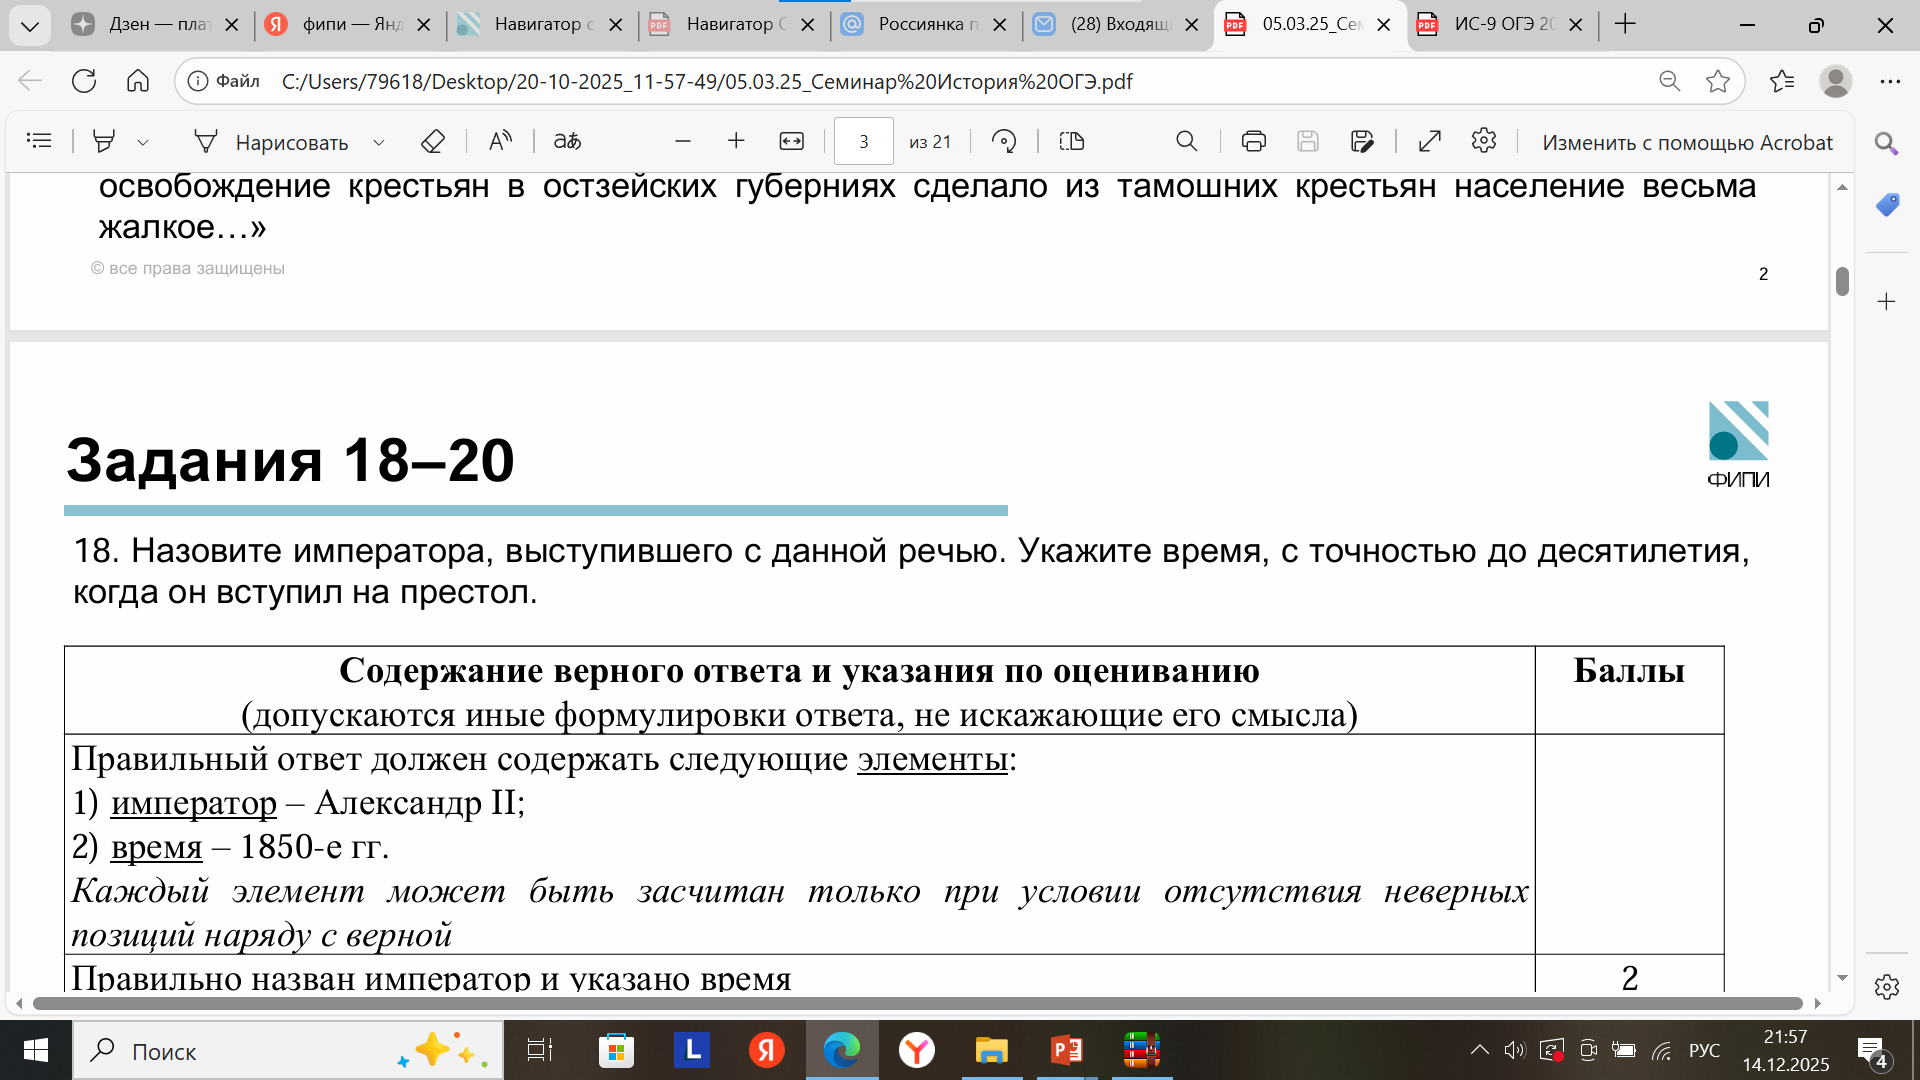 Дзен — плат
фипи — Янд
Навигатор с
Навигатор С
Россиянка п
(28) Входящ
05.03.25_Сем
ИС-9 ОГЭ 20
Файл C:/Users/79618/Desktop/20-10-2025_11-57-49/05.03.25_Семинар%20История%20ОГЭ.pdf
Нарисовать 3 из 21 Изменить с помощью Acrobat
освобождение крестьян в остзейских губерниях сделало из тамошних крестьян население весьма
жалкое…»
© все права защищены
2
ФИПИ
Задания 18–20
18. Назовите императора, выступившего с данной речью. Укажите время, с точностью до десятилетия,
когда он вступил на престол.
Содержание верного ответа и указания по оцениванию
(допускаются иные формулировки ответа, не искажающие его смысла)
Баллы
Правильный ответ должен содержать следующие элементы:
1) император – Александр II;
2) время – 1850-е гг.
Каждый элемент может быть засчитан только при условии отсутствия неверных
позиций наряду с верной
Правильно назван император и указано время 2
Поиск
РУС
21:57
14.12.2025
4